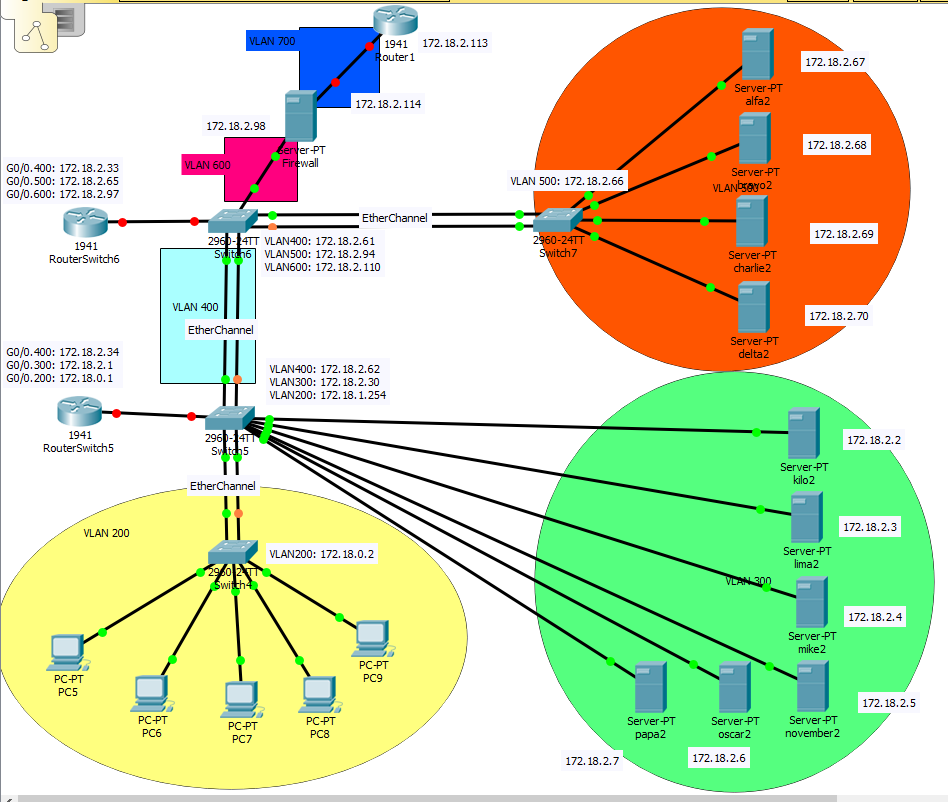 VLAN 700
1941
Router1
172.18.2.113
172.18.2.114
172.18.2.98
Server-PT
Firewall
VLAN 600
G0/0.400: 172.18.2.33
G0/0.500: 172.18.2.65
G0/0.600: 172.18.2.97
1941
RouterSwitch6
2960-24TT
Switch6
EtherChannel
VLAN400: 172.18.2.61
VLAN500: 172.18.2.94
VLAN600: 172.18.2.110
VLAN 500: 172.18.2.66
2960-24TT
Switch7
Server-PT
alfa2
172.18.2.67
Server-PT
bravo2
172.18.2.68
VLAN 500
Server-PT
charlie2
172.18.2.69
Server-PT
delta2
172.18.2.70
VLAN 400
EtherChannel
G0/0.400: 172.18.2.34
G0/0.300: 172.18.2.1
G0/0.200: 172.18.0.1
1941
RouterSwitch5
VLAN400: 172.18.2.62
VLAN300: 172.18.2.30
VLAN200: 172.18.1.254
2960-24TT
Switch5
EtherChannel
VLAN 200
VLAN200: 172.18.0.2
2960-24TT
Switch4
PC-PT
PC5
PC-PT
PC6
PC-PT
PC7
PC-PT
PC8
PC-PT
PC9
Server-PT
kilo2
172.18.2.2
Server-PT
lima2
172.18.2.3
VLAN 300
Server-PT
mike2
172.18.2.4
Server-PT
november2
172.18.2.5
Server-PT
oscar2
172.18.2.6
Server-PT
papa2
172.18.2.7